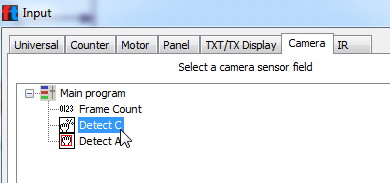 Input
Universal Counter Motor Panel TXT/TX Display Camera IR
Select a camera sensor field
Main program
0123 Frame Count
Detect C
Detect A